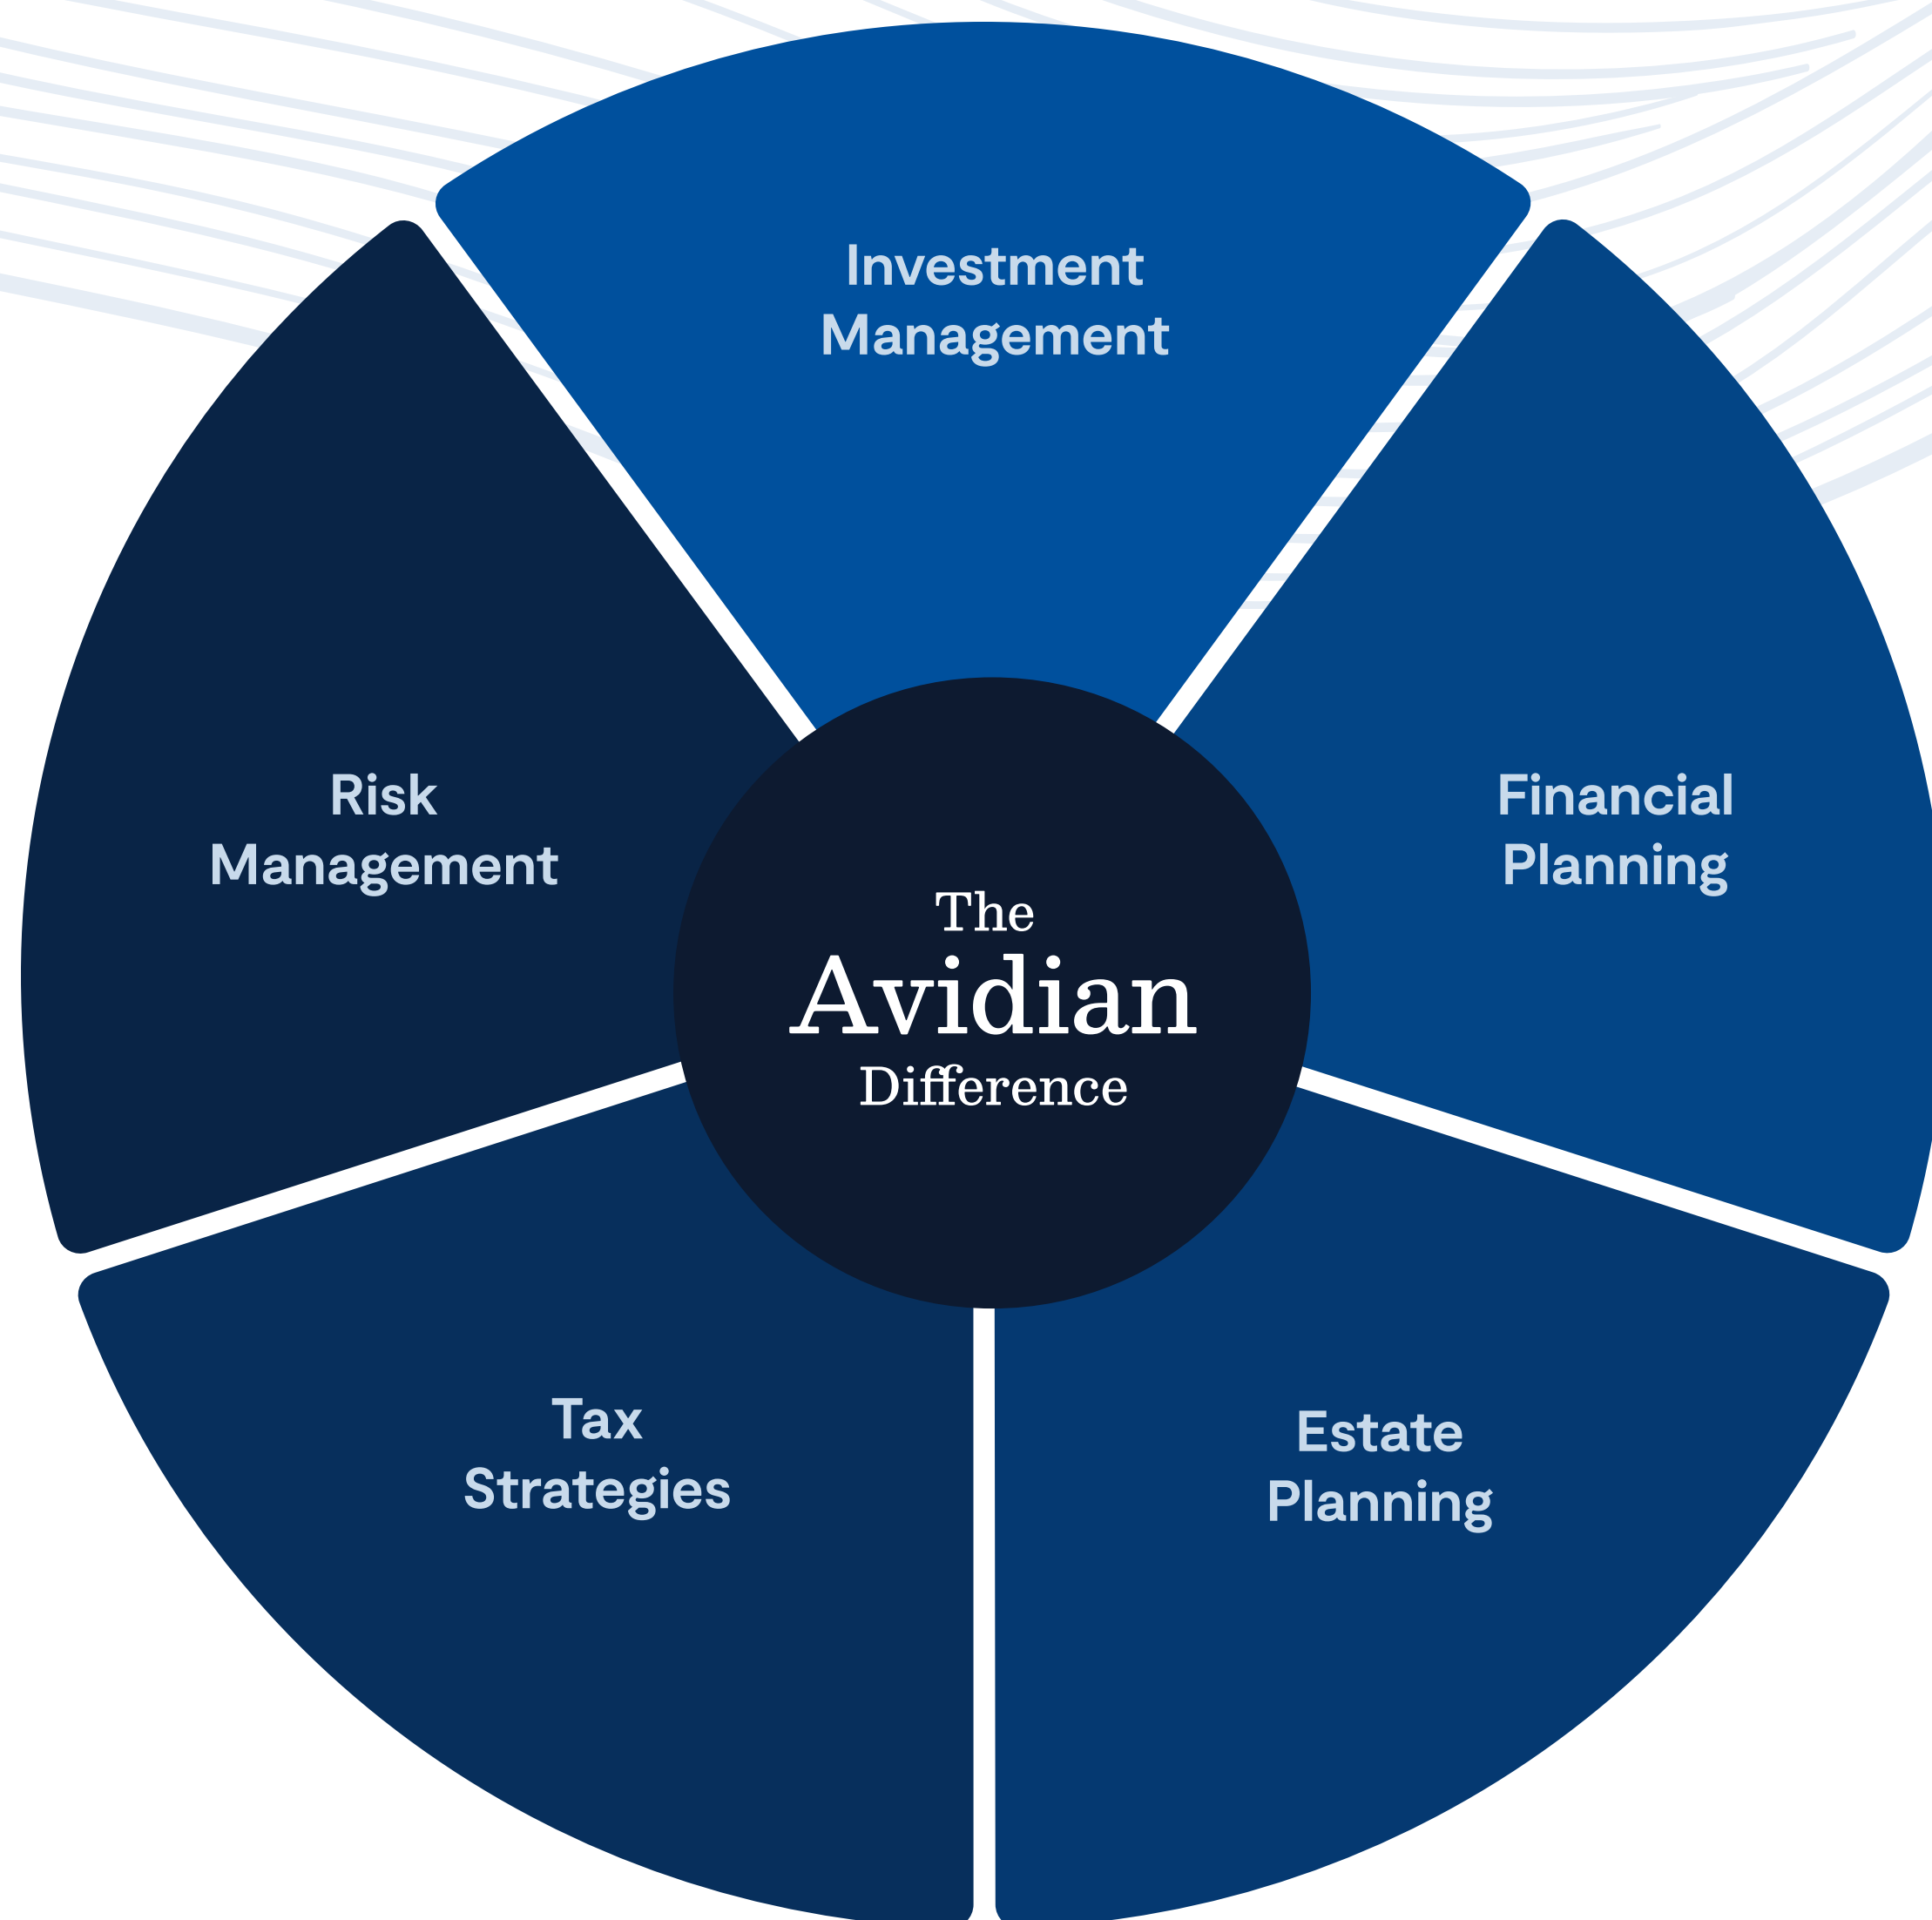 Investment
Management
Financial
Planning
Estate
Planning
Tax
Strategies
Risk
Management
The
Avidian
Difference